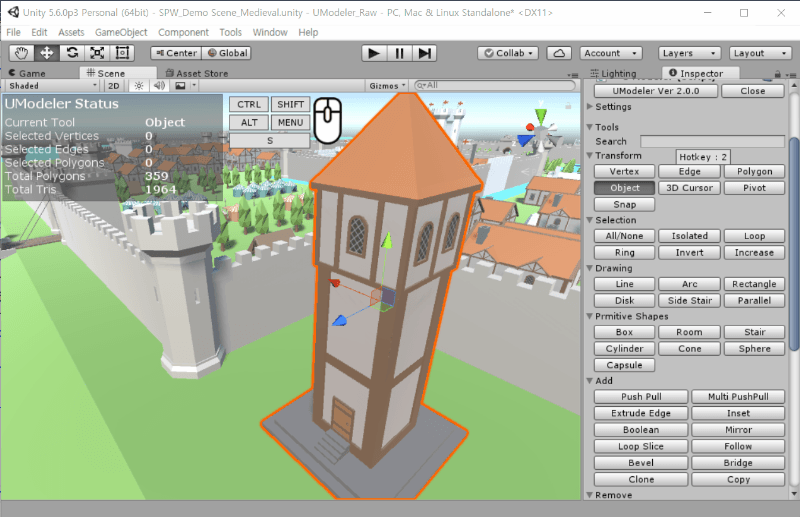 Unity 5.6.0p3 Personal (64bit) - SPW_Demo Scene_Medieval.unity - UModeler_Raw - PC, Mac & Linux Standalone* <DX11>
File Edit Assets GameObject Component Tools Window Help
Center Global Collab Account Layers Layout
Game Scene Asset Store Lighting Inspector
Shaded 2D Gizmos All
UModeler Ver 2.0.0 Close
Settings
UModeler Status
Current Tool Object
Selected Vertices 0
Selected Edges 0
Selected Polygons 0
Total Polygons 359
Total Tris 1964
CTRL SHIFT
ALT MENU
S
Tools
Search
Transform
Hotkey : 2
Vertex Edge Polygon
Object 3D Cursor Pivot
Snap
Selection
All/None Isolated Loop
Ring Invert Increase
Drawing
Line Arc Rectangle
Disk Side Stair Parallel
Prmitive Shapes
Box Room Stair
Cylinder Cone Sphere
Capsule
Add
Push Pull Multi PushPull
Extrude Edge Inset
Boolean Mirror
Loop Slice Follow
Bevel Bridge
Clone Copy
Remove